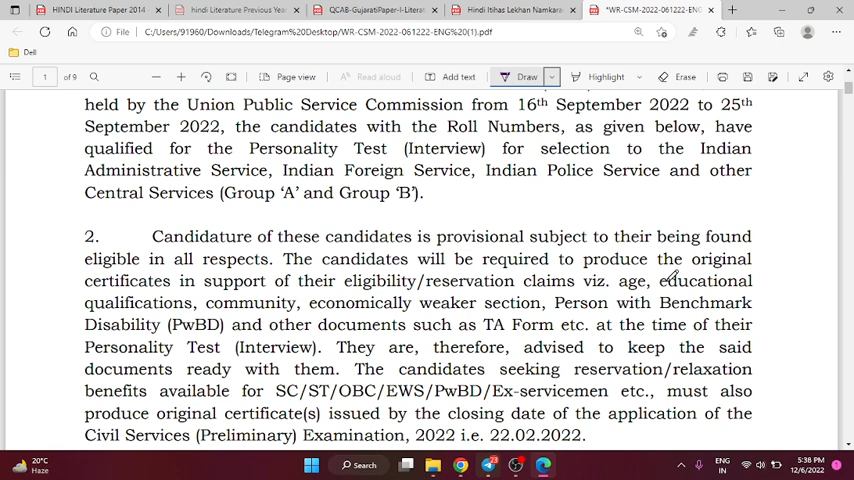 HINDI Literature Paper 2014 -
hindi Literature Previous Year
QCAB-GujaratiPaper-I-Literat
Hindi Itihas Lekhan Namkara
*WR-CSM-2022-061222-ENG
File C:/Users/91960/Downloads/Telegram%20Desktop/WR-CSM-2022-061222-ENG%20(1).pdf
Dell
1 of 9 Page view Read aloud Add text Draw Highlight Erase
held by the Union Public Service Commission from 16th September 2022 to 25th
September 2022, the candidates with the Roll Numbers, as given below, have
qualified for the Personality Test (Interview) for selection to the Indian
Administrative Service, Indian Foreign Service, Indian Police Service and other
Central Services (Group ‘A’ and Group ‘B’).
2. Candidature of these candidates is provisional subject to their being found
eligible in all respects. The candidates will be required to produce the original
certificates in support of their eligibility/reservation claims viz. age, educational
qualifications, community, economically weaker section, Person with Benchmark
Disability (PwBD) and other documents such as TA Form etc. at the time of their
Personality Test (Interview). They are, therefore, advised to keep the said
documents ready with them. The candidates seeking reservation/relaxation
benefits available for SC/ST/OBC/EWS/PwBD/Ex-servicemen etc., must also
produce original certificate(s) issued by the closing date of the application of the
Civil Services (Preliminary) Examination, 2022 i.e. 22.02.2022.
20°C
Haze
Search
23
ENG
IN
5:38 PM
12/6/2022
1